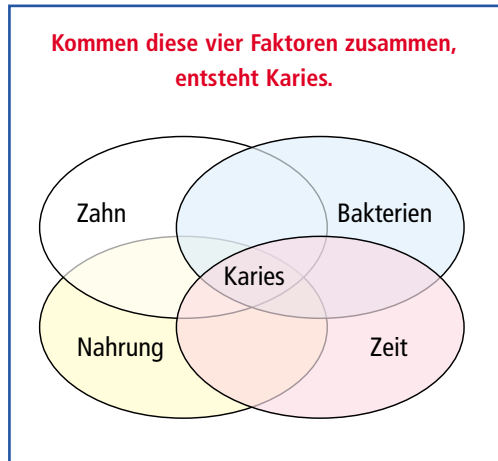 Kommen diese vier Faktoren zusammen,
entsteht Karies.
Zahn
Bakterien
Karies
Nahrung
Zeit